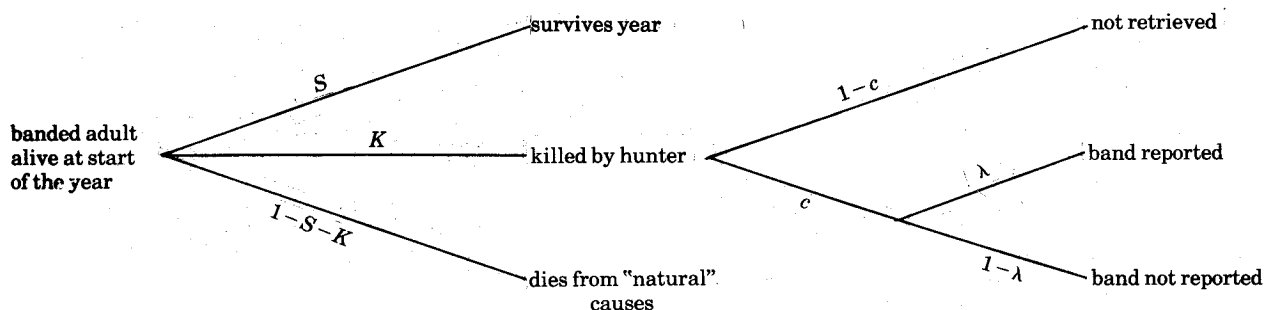 survives year
not retrieved
S
1-c
banded adult
alive at start
of the year
K
killed by hunter
λ
band reported
c
1-S-K
1-λ
dies from "natural"
causes
band not reported